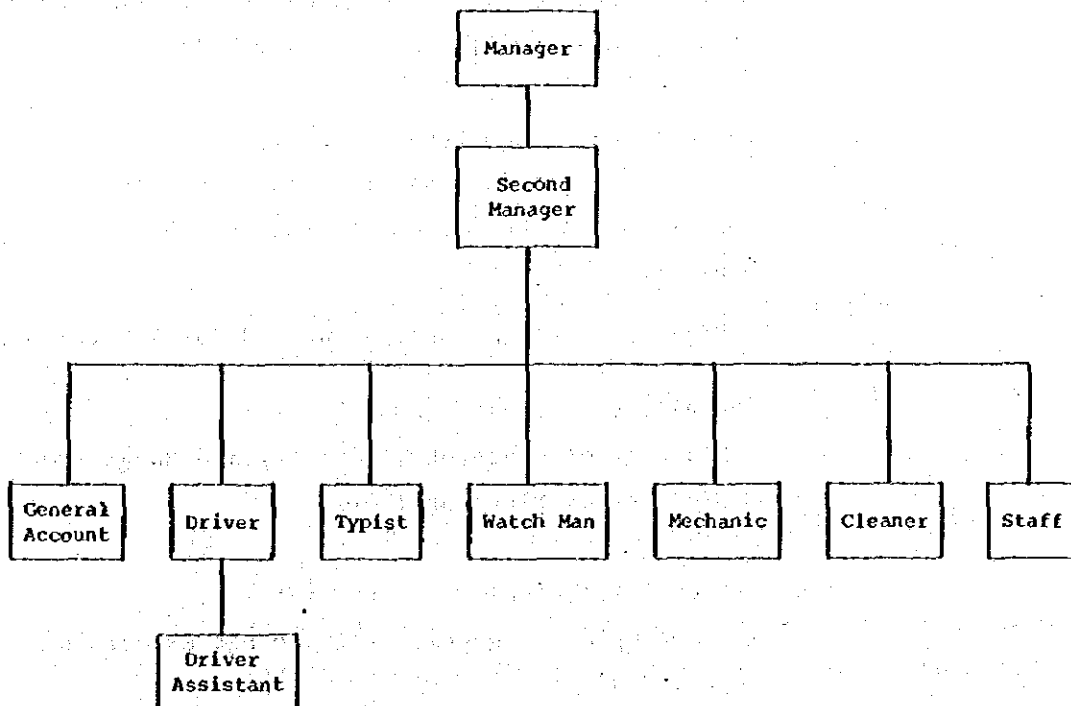 Manager
Second
Manager
General
Account
Driver
Typist
Watch Man
Mechanic
Cleaner
Staff
Driver
Assistant